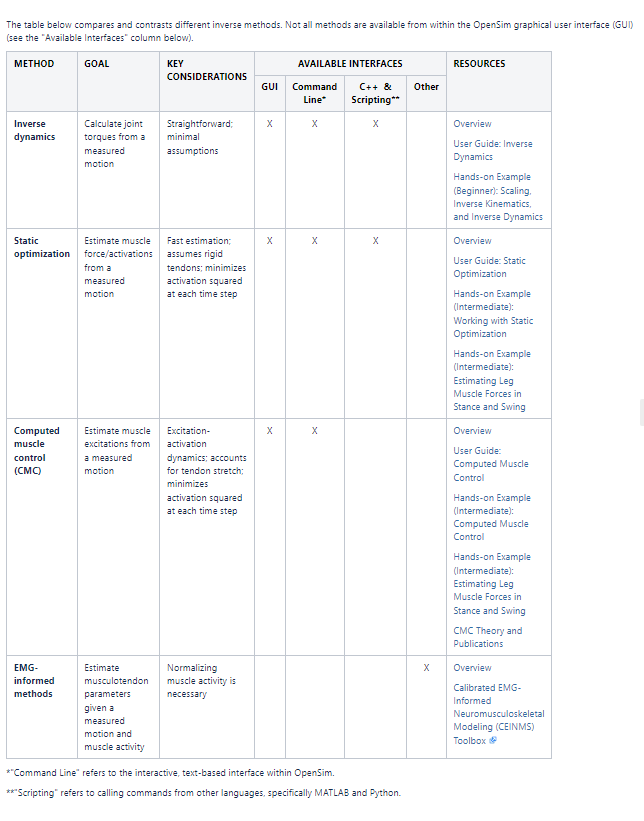 The table below compares and contrasts different inverse methods. Not all methods are available from within the OpenSim graphical user interface (GUI)
(see the "Available Interfaces" column below).
METHOD
GOAL
KEY
CONSIDERATIONS
AVAILABLE INTERFACES
RESOURCES
GUI
Command
Line*
C++ &
Scripting**
Other
Inverse
dynamics
Calculate joint
torques from a
measured
motion
Straightforward;
minimal
assumptions
X
X
X
Overview
User Guide: Inverse
Dynamics
Hands-on Example
(Beginner): Scaling,
Inverse Kinematics,
and Inverse Dynamics
Static
optimization
Estimate muscle
force/activations
from a
measured
motion
Fast estimation;
assumes rigid
tendons; minimizes
activation squared
at each time step
X
X
X
Overview
User Guide: Static
Optimization
Hands-on Example
(Intermediate):
Working with Static
Optimization
Hands-on Example
(Intermediate):
Estimating Leg
Muscle Forces in
Stance and Swing
Computed
muscle
control
(CMC)
Estimate muscle
excitations from
a measured
motion
Excitation-
activation
dynamics; accounts
for tendon stretch;
minimizes
activation squared
at each time step
X
X
Overview
User Guide:
Computed Muscle
Control
Hands-on Example
(Intermediate):
Computed Muscle
Control
Hands-on Example
(Intermediate):
Estimating Leg
Muscle Forces in
Stance and Swing
CMC Theory and
Publications
EMG-
informed
methods
Estimate
musculotendon
parameters
given a
measured
motion and
muscle activity
Normalizing
muscle activity is
necessary
X
Overview
Calibrated EMG-
Informed
Neuromusculoskeletal
Modeling (CEINMS)
Toolbox
*"Command Line" refers to the interactive, text-based interface within OpenSim.
**"Scripting" refers to calling commands from other languages, specifically MATLAB and Python.